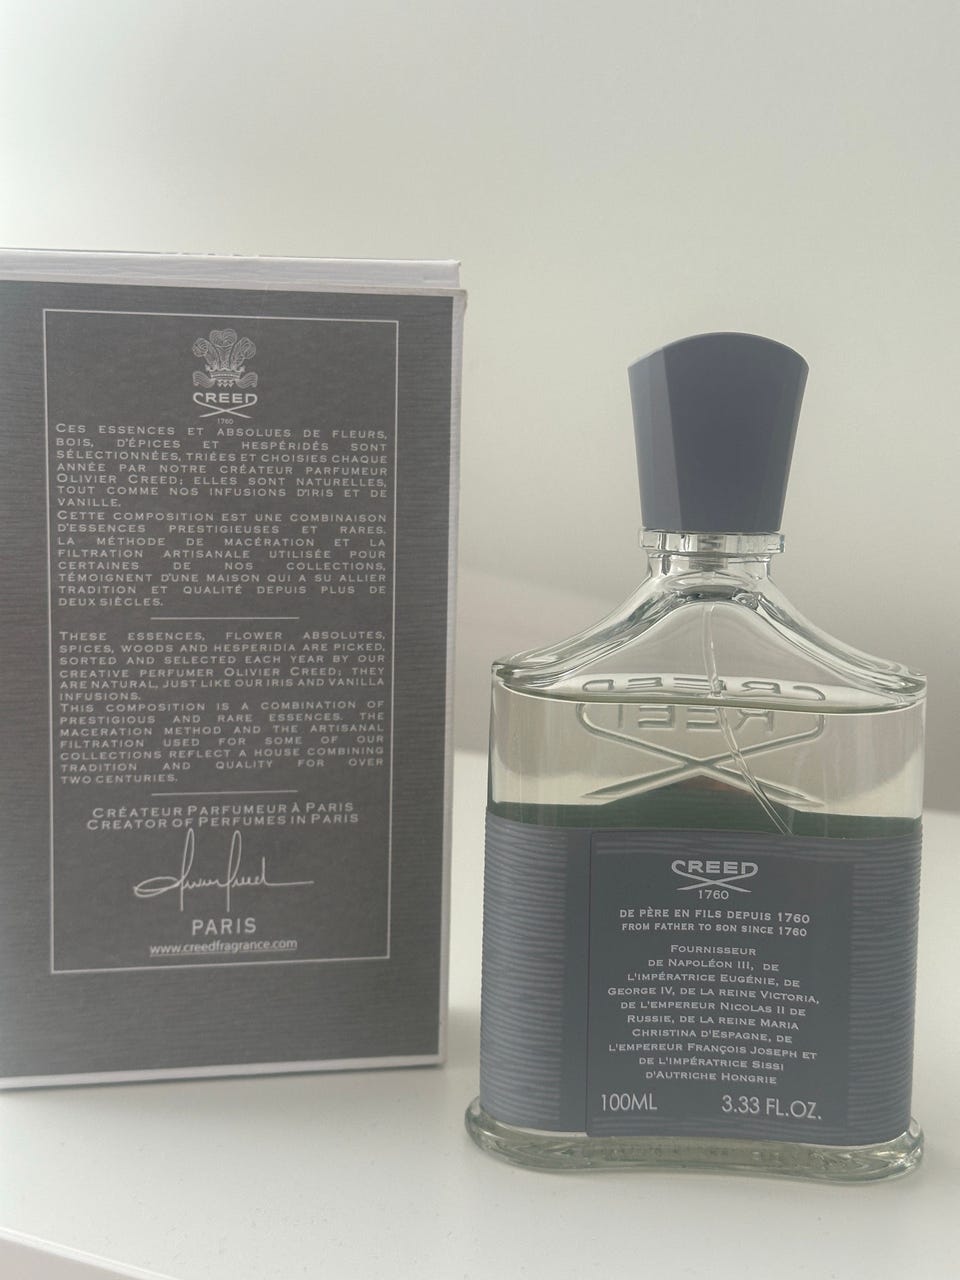 CREED
1760
CES ESSENCES ET ABSOLUES DE FLEURS,
BOIS, D'ÉPICES ET HESPÉRIDÉS SONT
SÉLECTIONNÉES, TRIÉES ET CHOISIES CHAQUE
ANNÉE PAR NOTRE CRÉATEUR PARFUMEUR
OLIVIER CREED; ELLES SONT NATURELLES,
TOUT COMME NOS INFUSIONS D'IRIS ET DE
VANILLE.
CETTE COMPOSITION EST UNE COMBINAISON
D'ESSENCES PRESTIGIEUSES ET RARES.
LA MÉTHODE DE MACÉRATION ET LA
FILTRATION ARTISANALE UTILISÉE POUR
CERTAINES DE NOS COLLECTIONS,
TÉMOIGNENT D'UNE MAISON QUI A SU ALLIER
TRADITION ET QUALITÉ DEPUIS PLUS DE
DEUX SIÈCLES.
THESE ESSENCES, FLOWER ABSOLUTES,
SPICES, WOODS AND HESPERIDIA ARE PICKED,
SORTED AND SELECTED EACH YEAR BY OUR
CREATIVE PERFUMER OLIVIER CREED; THEY
ARE NATURAL, JUST LIKE OUR IRIS AND VANILLA
INFUSIONS.
THIS COMPOSITION IS A COMBINATION OF
PRESTIGIOUS AND RARE ESSENCES. THE
MACERATION METHOD AND THE ARTISANAL
FILTRATION USED FOR SOME OF OUR
COLLECTIONS REFLECT A HOUSE COMBINING
TRADITION AND QUALITY FOR OVER
TWO CENTURIES.
CRÉATEUR PARFUMEUR À PARIS
CREATOR OF PERFUMES IN PARIS
PARIS
www.creedfragrance.com
CREED
CREED
1760
DE PÈRE EN FILS DEPUIS 1760
FROM FATHER TO SON SINCE 1760
FOURNISSEUR
DE NAPOLÉON III, DE
L'IMPÉRATRICE EUGÉNIE, DE
GEORGE IV, DE LA REINE VICTORIA,
DE L'EMPEREUR NICOLAS II DE
RUSSIE, DE LA REINE MARIA
CHRISTINA D'ESPAGNE, DE
L'EMPEREUR FRANÇOIS JOSEPH ET
DE L'IMPÉRATRICE SISSI
D'AUTRICHE HONGRIE
100ML 3.33 FL.OZ.